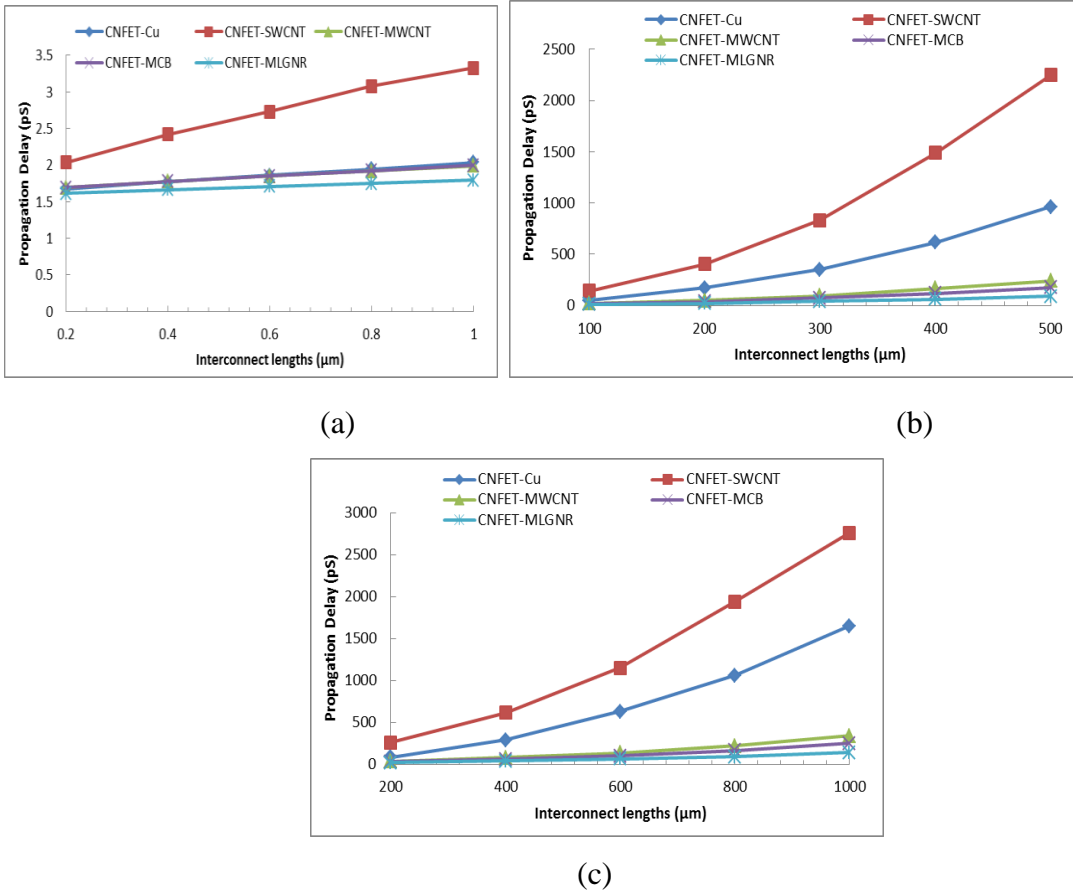 CNFET-Cu CNFET-SWCNT CNFET-MWCNT
CNFET-MCB CNFET-MLGNR
4
3.5
3
2.5
2
1.5
1
0.5
0
Propagation Delay (pS)
0.2 0.4 0.6 0.8 1
Interconnect lengths (µm)
(a)
CNFET-Cu CNFET-SWCNT
CNFET-MWCNT CNFET-MCB
CNFET-MLGNR
2500
2000
1500
1000
500
0
Propagation Delay (pS)
100 200 300 400 500
Interconnect lengths (µm)
(b)
CNFET-Cu CNFET-SWCNT
CNFET-MWCNT CNFET-MCB
CNFET-MLGNR
3000
2500
2000
1500
1000
500
0
Propagation Delay (pS)
200 400 600 800 1000
Interconnect lengths (µm)
(c)